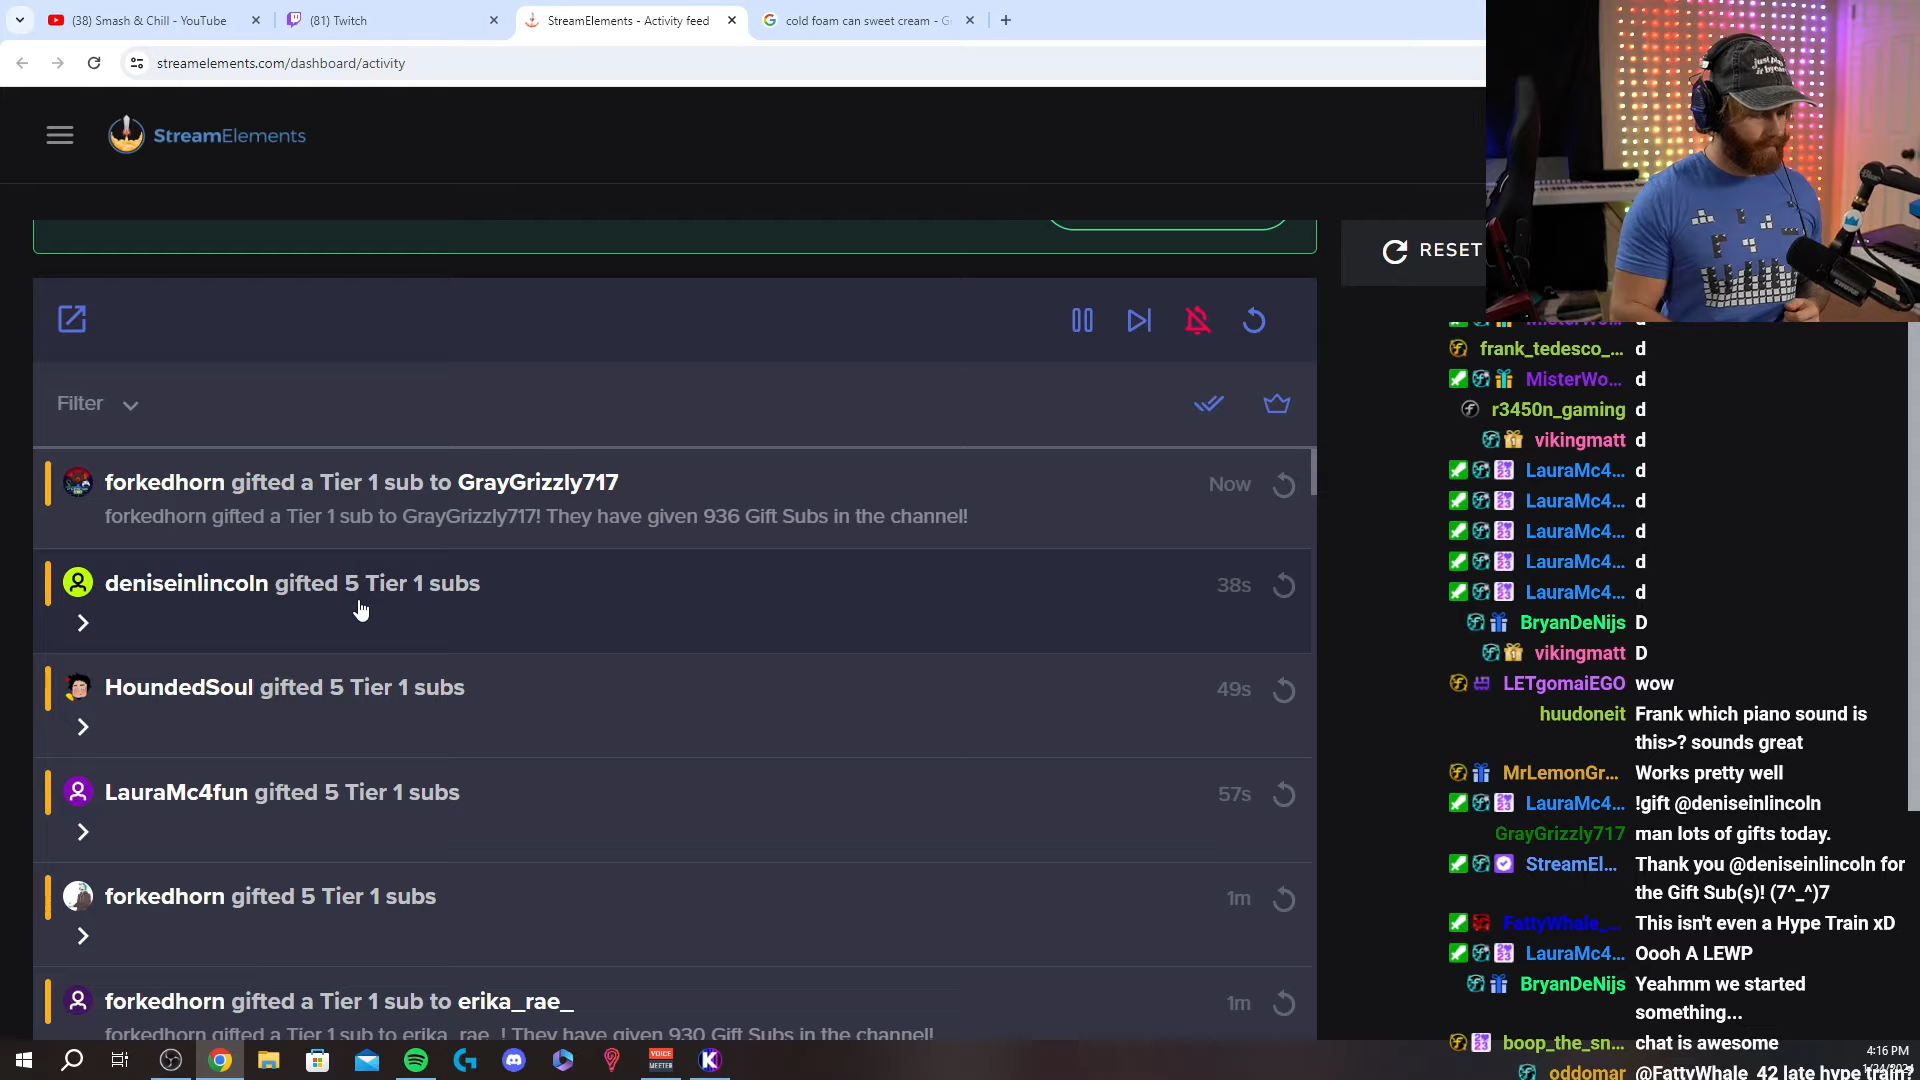 (38) Smash & Chill - YouTube
(81) Twitch
StreamElements - Activity feed
cold foam can sweet cream - G
streamelements.com/dashboard/activity
StreamElements
RESET
Filter
forkedhorn gifted a Tier 1 sub to GrayGrizzly717
Now
forkedhorn gifted a Tier 1 sub to GrayGrizzly717! They have given 936 Gift Subs in the channel!
deniseinlincoln gifted 5 Tier 1 subs
38s
HoundedSoul gifted 5 Tier 1 subs
49s
LauraMc4fun gifted 5 Tier 1 subs
57s
forkedhorn gifted 5 Tier 1 subs
1m
forkedhorn gifted a Tier 1 sub to erika_rae_
1m
forkedhorn gifted a Tier 1 sub to erika_rae_! They have given 930 Gift Subs in the channel!
d
frank_tedesco_... d
MisterWo... d
r3450n_gaming d
vikingmatt d
LauraMc4... d
LauraMc4... d
LauraMc4... d
LauraMc4... d
LauraMc4... d
BryanDeNijs D
vikingmatt D
LETgomaiEGO wow
huudoneit Frank which piano sound is
this>? sounds great
MrLemonGr... Works pretty well
LauraMc4... !gift @deniseinlincoln
GrayGrizzly717 man lots of gifts today.
StreamEl... Thank you @deniseinlincoln for
the Gift Sub(s)! (7^_^)7
FattyWhale_... This isn't even a Hype Train xD
LauraMc4... Oooh A LEWP
BryanDeNijs Yeahmm we started
something...
boop_the_sn... chat is awesome
oddomar @FattyWhale_42 late hype train?
VOICE
MEETER
4:16 PM